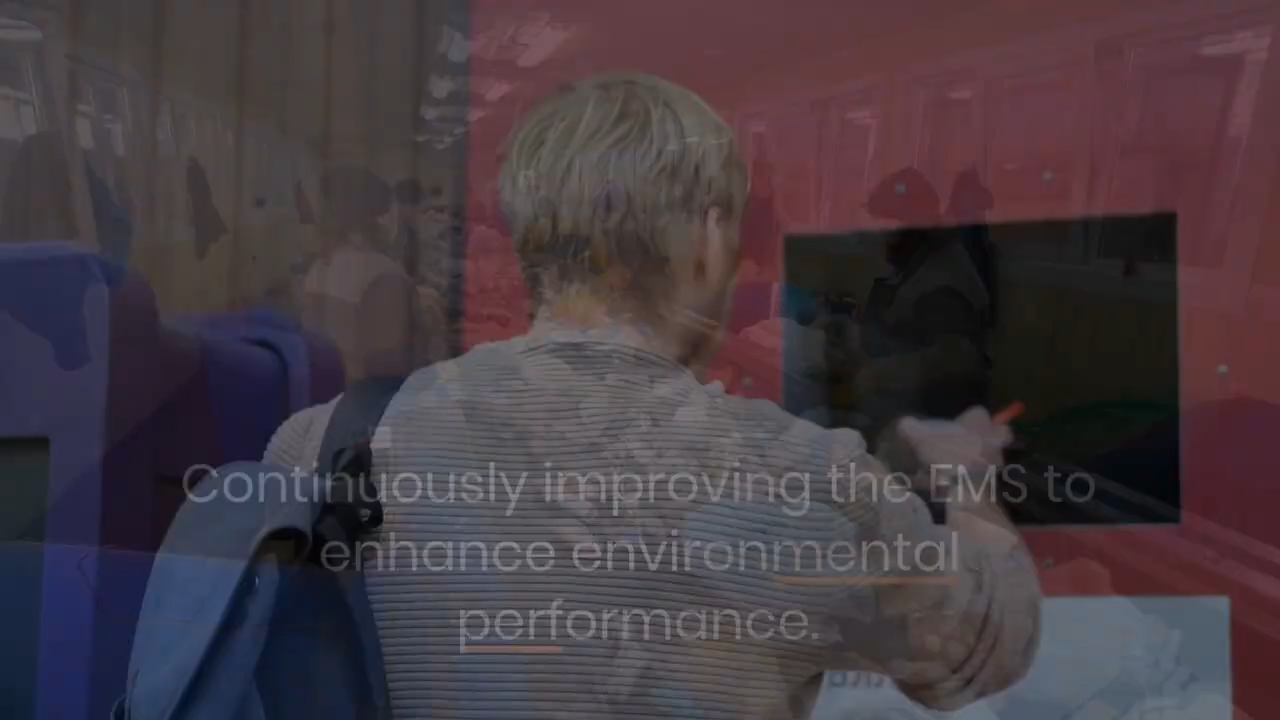 Continuously improving the EMS to
enhance environmental
performance.